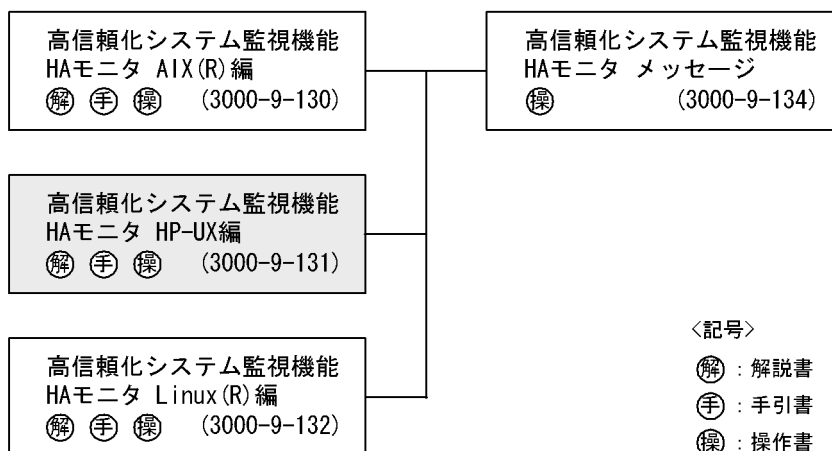 高信頼化システム監視機能
HAモニタ AIX(R)編
解 手 操 (3000-9-130)
高信頼化システム監視機能
HAモニタ メッセージ
操 (3000-9-134)
高信頼化システム監視機能
HAモニタ HP-UX編
解 手 操 (3000-9-131)
高信頼化システム監視機能
HAモニタ Linux(R)編
解 手 操 (3000-9-132)
〈記号〉
解 : 解説書
手 : 手引書
操 : 操作書